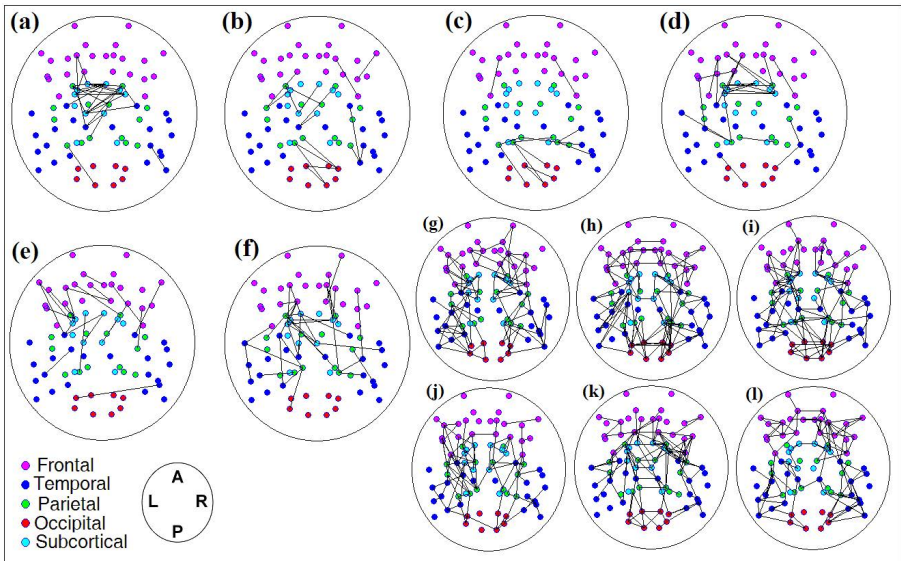 (a) (b) (c) (d)
(g) (h) (i)
(e) (f)
(j) (k) (l)
Frontal
Temporal
Parietal
Occipital
Subcortical
A
L R
P